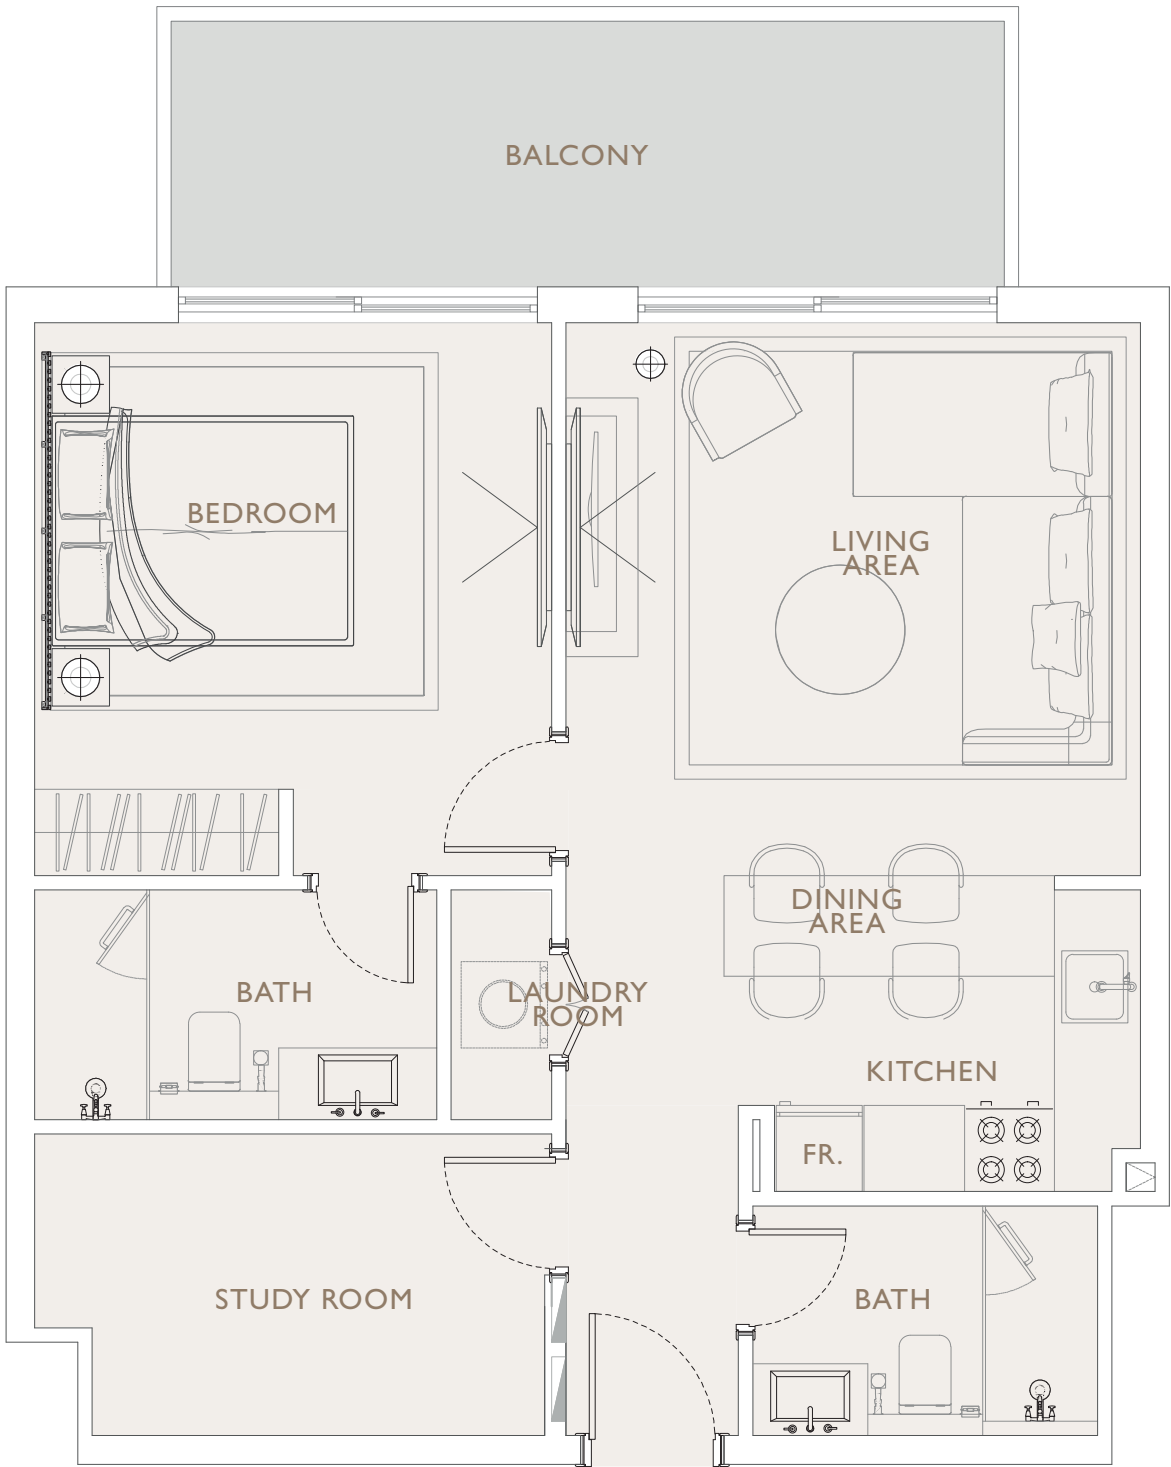 BALCONY
BEDROOM
LIVING
AREA
DINING
AREA
BATH
LAUNDRY
ROOM
KITCHEN
FR.
STUDY ROOM
BATH